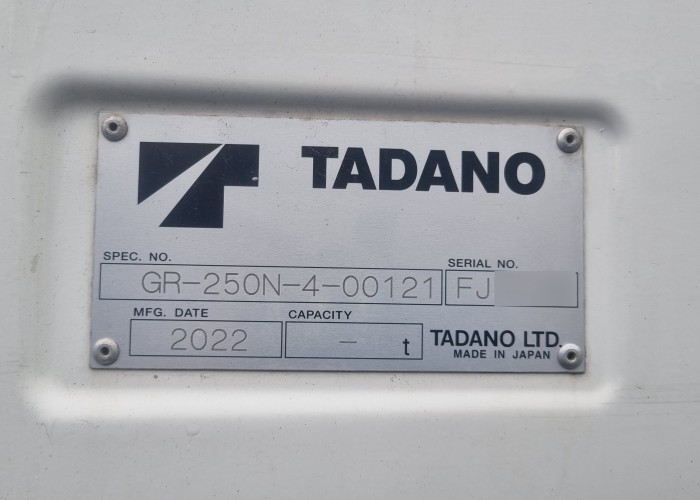 TADANO
SPEC. NO.
SERIAL NO.
GR-250N-4-00121
FJ
MFG. DATE
CAPACITY
2022
- t
TADANO LTD.
MADE IN JAPAN